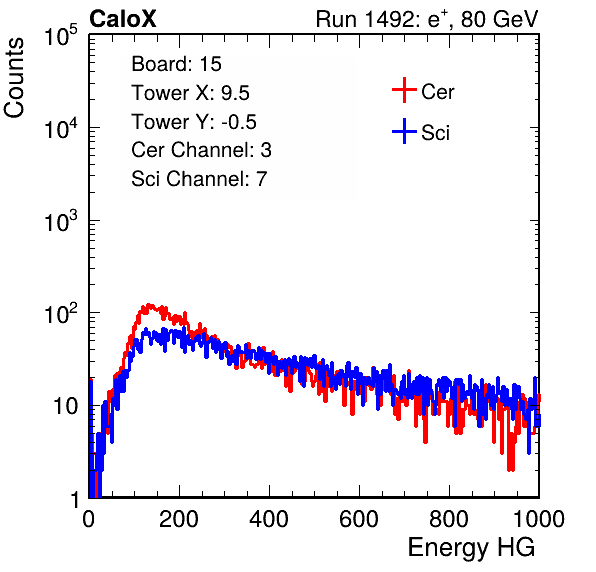 CaloX Run 1492: e⁺, 80 GeV
Board: 15
Tower X: 9.5
Tower Y: -0.5
Cer Channel: 3
Sci Channel: 7
Cer
Sci
Counts
10⁵
10⁴
10³
10²
10
1
0 200 400 600 800 1000
Energy HG